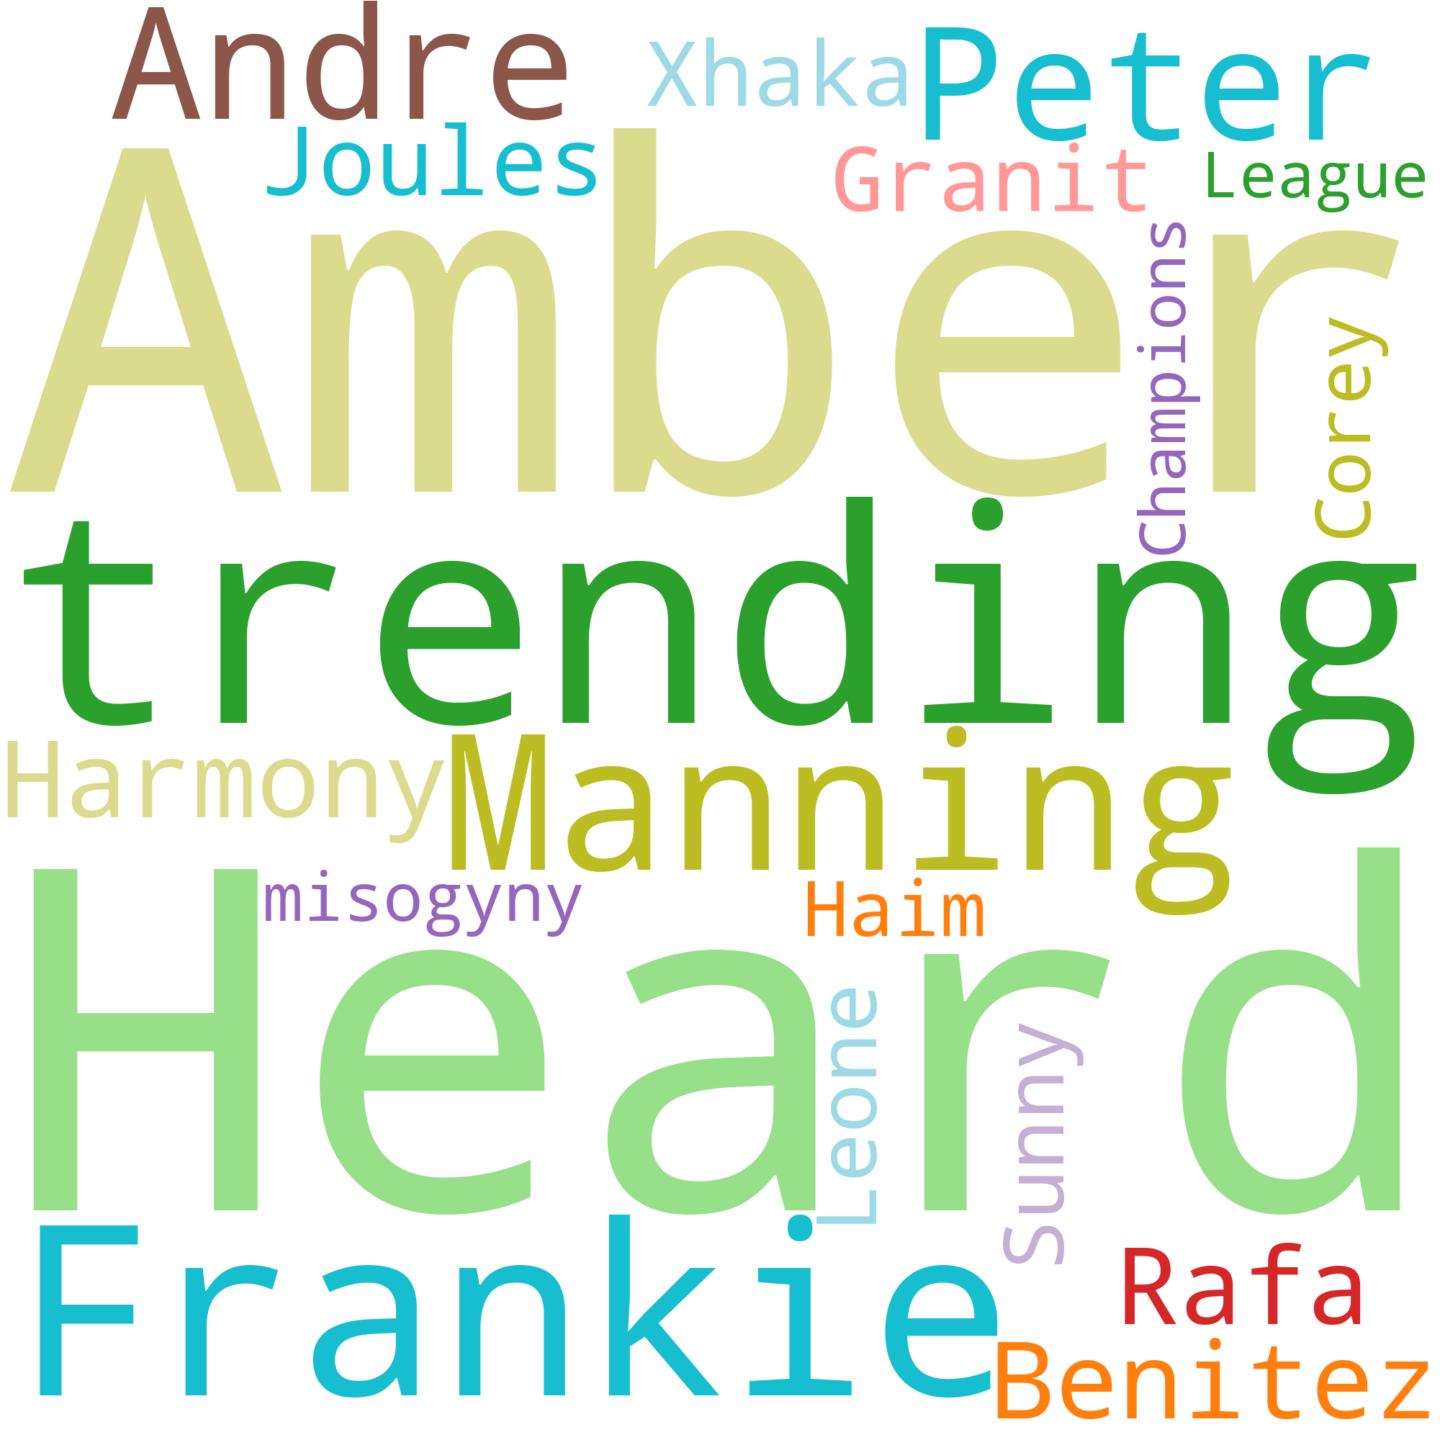 Andre
Xhaka
Peter
Joules
Granit
League
Amber
Champions
Corey
trending
Harmony
Manning
misogyny
Haim
Heard
Leone
Sunny
Frankie
Rafa
Benitez